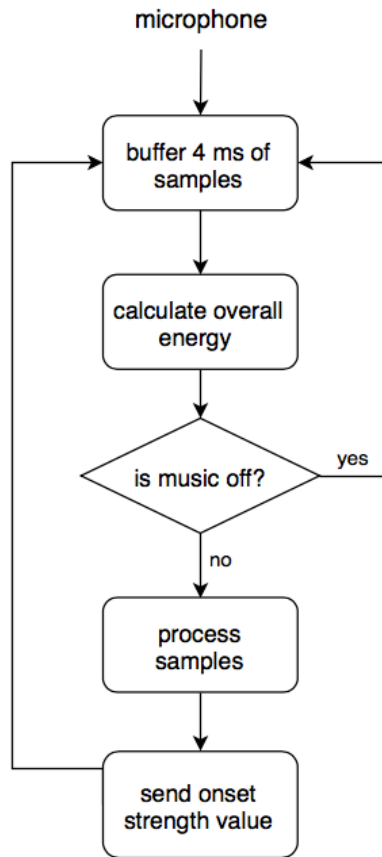 microphone
buffer 4 ms of
samples
calculate overall
energy
is music off?
yes
no
process
samples
send onset
strength value